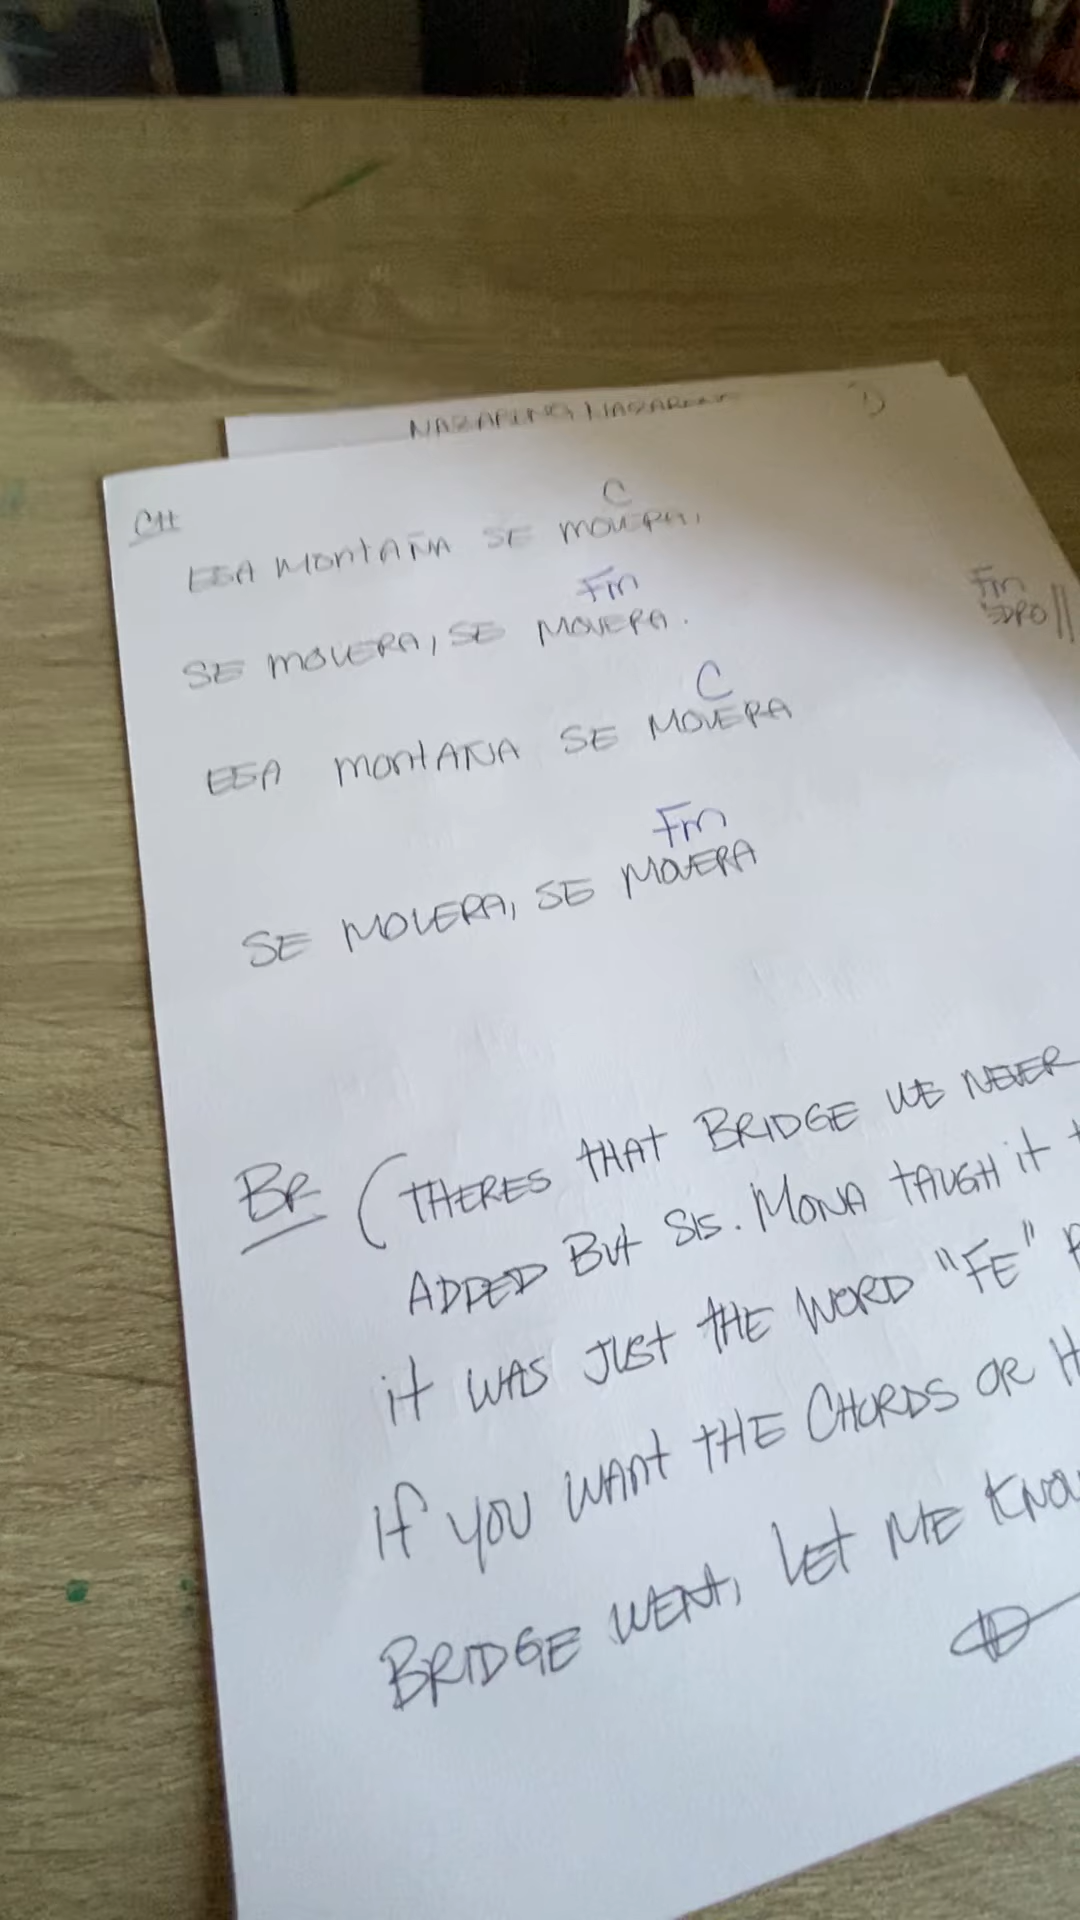 CH
C
ESA MONTAÑA SE MOVERA,
Fm
SE MOVERA, SE MOVERA.
C
ESA MONTAÑA SE MOVERA
Fm
SE MOVERA, SE MOVERA
BR (THERES THAT BRIDGE WE NEVER
ADDED BUT SIS. MONA TAUGH IT
IT WAS JUST THE WORD "FE"
IF YOU WANT THE CHORDS OR
BRIDGE WENT, LET ME KNOW
Fm